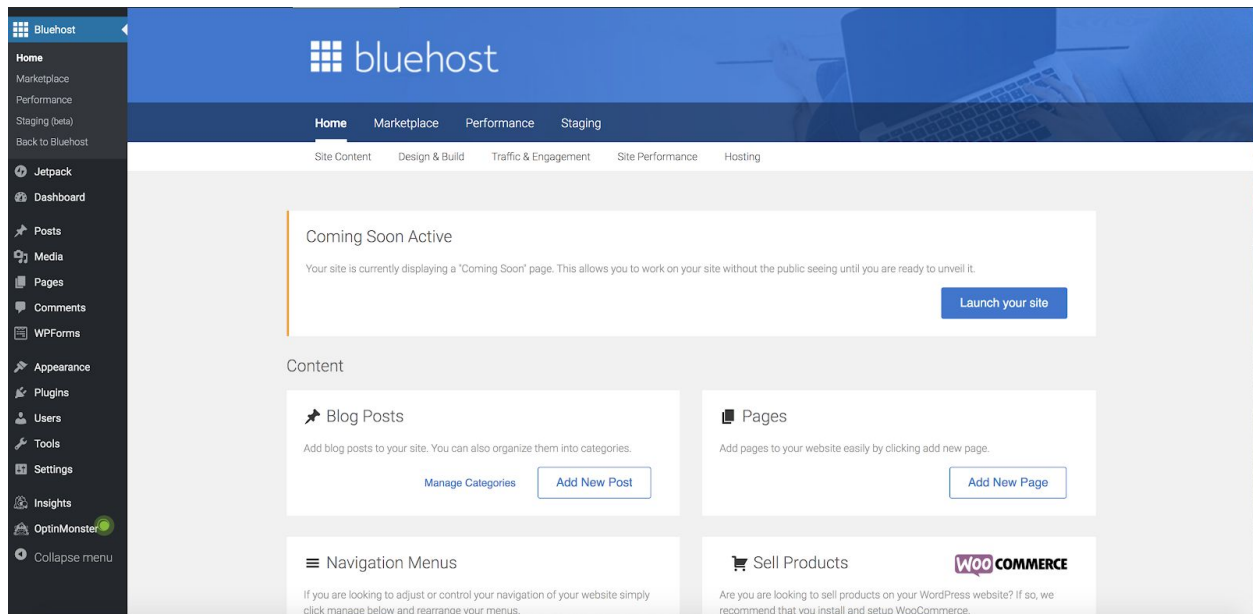 Bluehost
Home
Marketplace
Performance
Staging (beta)
Back to Bluehost
Jetpack
Dashboard
Posts
Media
Pages
Comments
WPForms
Appearance
Plugins
Users
Tools
Settings
Insights
OptinMonster
Collapse menu
bluehost
Home Marketplace Performance Staging
Site Content Design & Build Traffic & Engagement Site Performance Hosting
Coming Soon Active
Your site is currently displaying a "Coming Soon" page. This allows you to work on your site without the public seeing until you are ready to unveil it.
Launch your site
Content
Blog Posts
Add blog posts to your site. You can also organize them into categories.
Manage Categories Add New Post
Pages
Add pages to your website easily by clicking add new page.
Add New Page
Navigation Menus
If you are looking to adjust or control your navigation of your website simply
click manage below and rearrange your menus.
Sell Products WOO COMMERCE
Are you are looking to sell products on your WordPress website? If so, we
recommend that you install and setup WooCommerce.